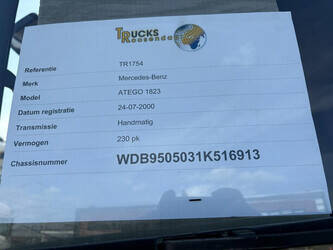 TRUCKS
Roosendaal
Referentie TR1754
Merk Mercedes-Benz
Model ATEGO 1823
Datum registratie 24-07-2000
Transmissie Handmatig
Vermogen 230 pk
Chassisnummer WDB9505031K516913